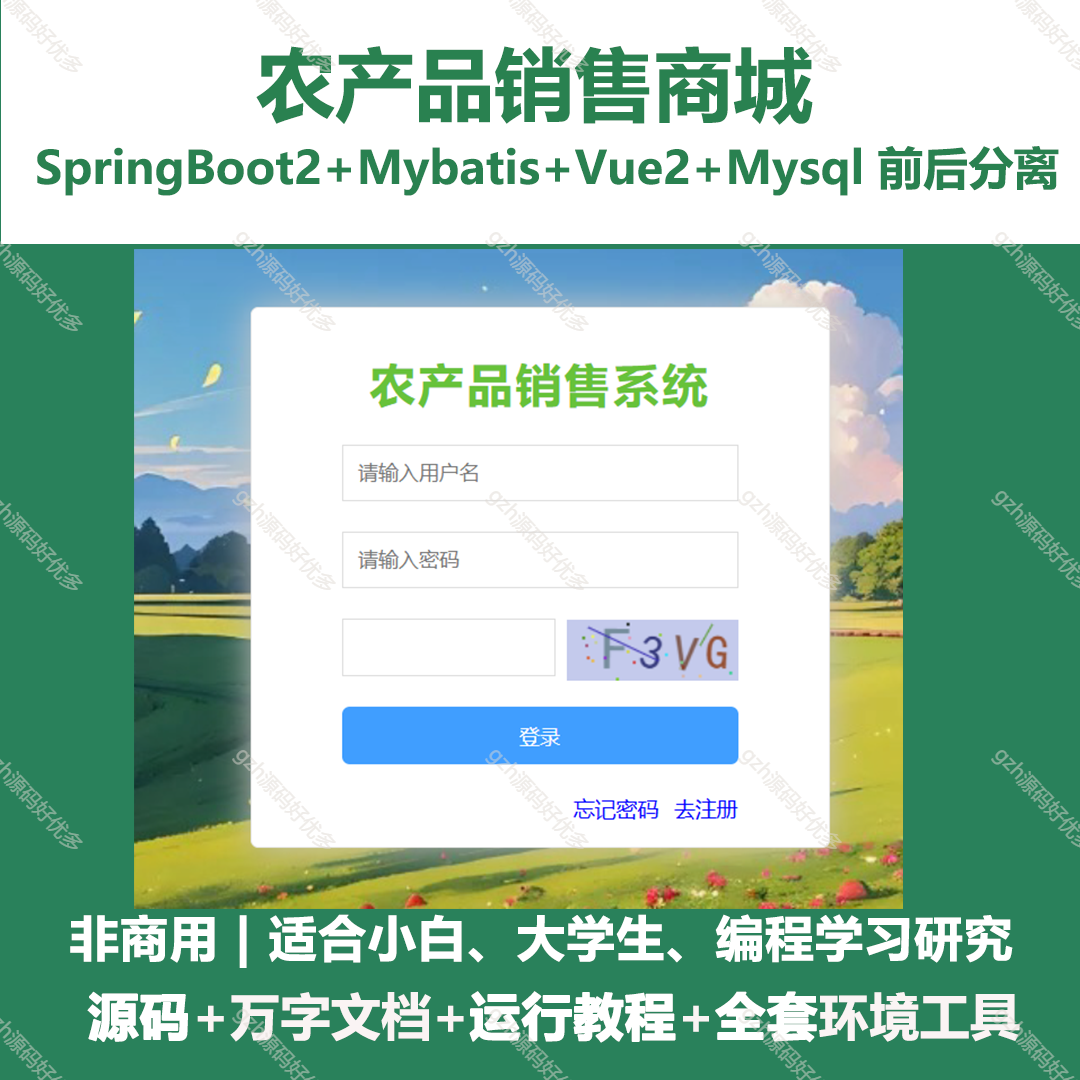 农产品销售商城
SpringBoot2+Mybatis+Vue2+Mysql 前后分离
农产品销售系统
请输入用户名
请输入密码
F3VG
登录
忘记密码 去注册
非商用｜适合小白、大学生、编程学习研究
源码+万字文档+运行教程+全套环境工具
gzh源码好优多